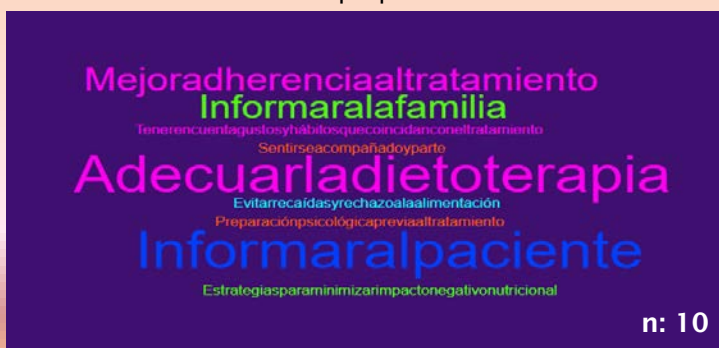 Mejoradherenciaaltratamiento
Informaralafamilia
Tenerencuentagustosyhábitosquecoincidanconeltratamiento
Sentirseacompañadoyparte
Adecuarladietoterapia
Evitarrecaídasyrechazoalaalimentación
Preparaciónpsicológicapreviaaltratamiento
Informaralpaciente
Estrategiasparaminimizarimpactonegativonutricional
n: 10